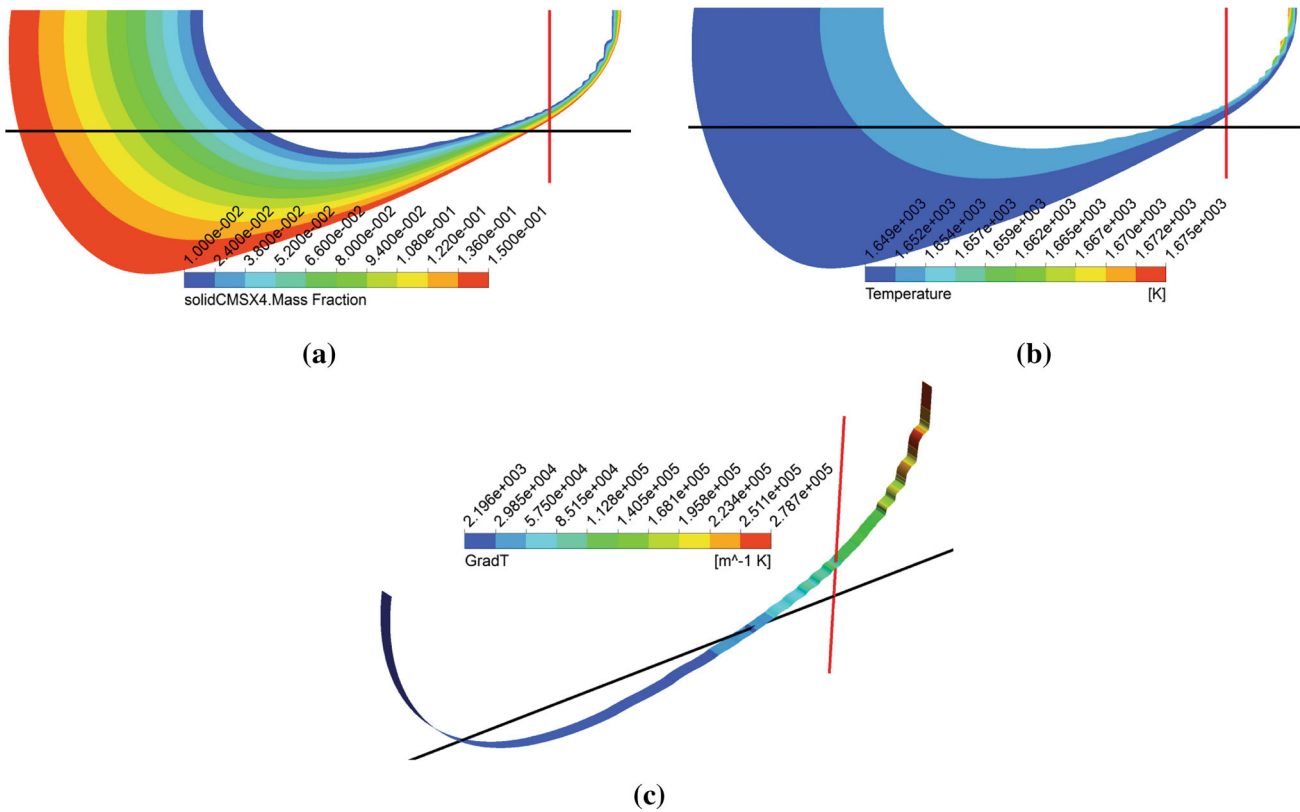 1.000e-002
2.400e-002
3.800e-002
5.200e-002
6.600e-002
8.000e-002
9.400e-002
1.080e-001
1.220e-001
1.360e-001
1.500e-001
solidCMSX4.Mass Fraction
(a)
1.649e+003
1.652e+003
1.654e+003
1.657e+003
1.659e+003
1.662e+003
1.665e+003
1.667e+003
1.670e+003
1.672e+003
1.675e+003
Temperature [K]
(b)
2.196e+003
2.985e+004
5.750e+004
8.515e+004
1.128e+005
1.405e+005
1.681e+005
1.958e+005
2.234e+005
2.511e+005
2.787e+005
GradT [m^-1 K]
(c)